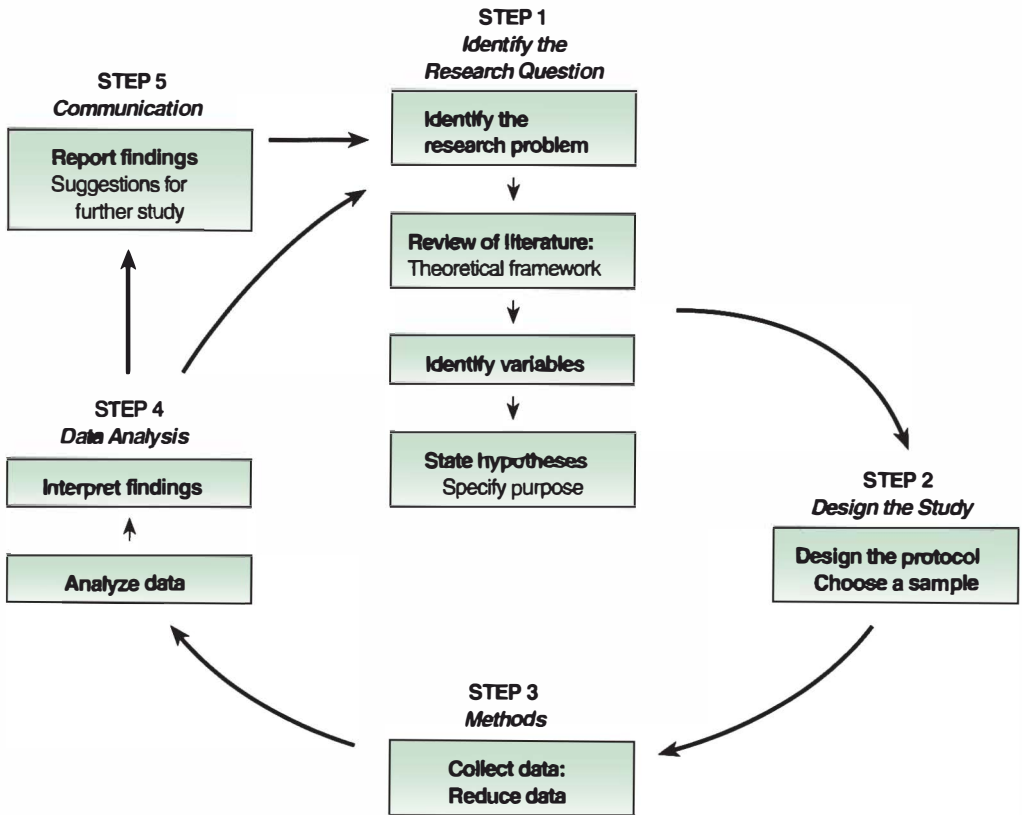 STEP 1
Identify the
Research Question
Identify the
research problem
Review of literature:
Theoretical framework
Identify variables
State hypotheses
Specify purpose
STEP 2
Design the Study
Design the protocol
Choose a sample
STEP 3
Methods
Collect data:
Reduce data
STEP 4
Data Analysis
Interpret findings
Analyze data
STEP 5
Communication
Report findings
Suggestions for
further study